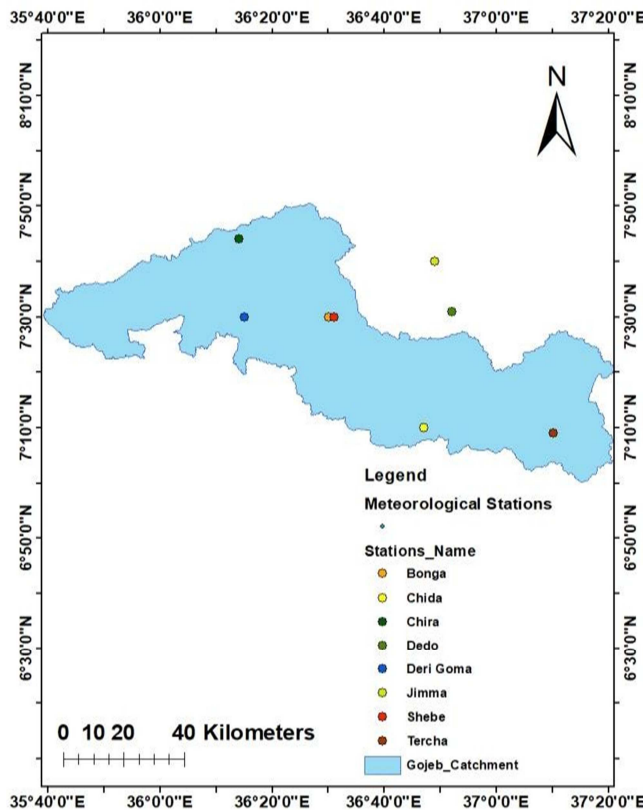 35°40'0"E 36°0'0"E 36°20'0"E 36°40'0"E 37°0'0"E 37°20'0"E
N
8°10'0"N 8°10'0"N
7°50'0"N 7°50'0"N
7°30'0"N 7°30'0"N
7°10'0"N 7°10'0"N
6°50'0"N 6°50'0"N
6°30'0"N 6°30'0"N
Legend
Meteorological Stations
Stations_Name
Bonga
Chida
Chira
Dedo
Deri Goma
Jimma
Shebe
Tercha
Gojeb_Catchment
0 10 20 40 Kilometers
35°40'0"E 36°0'0"E 36°20'0"E 36°40'0"E 37°0'0"E 37°20'0"E